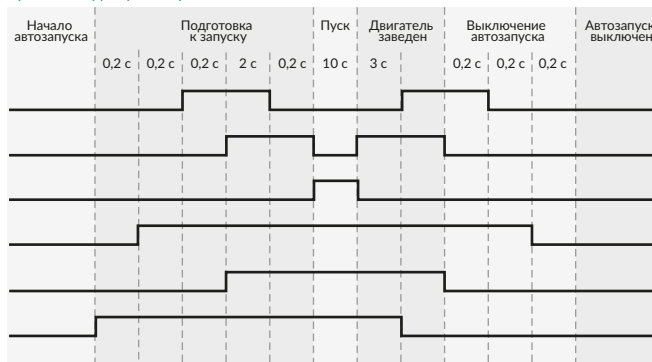 Начало
автозапуска
Подготовка
к запуску
Пуск
Двигатель
заведен
Выключение
автозапуска
Автозапуск
выключен
0,2 с 0,2 с 0,2 с 2 с 0,2 с 10 с 3 с 0,2 с 0,2 с 0,2 с